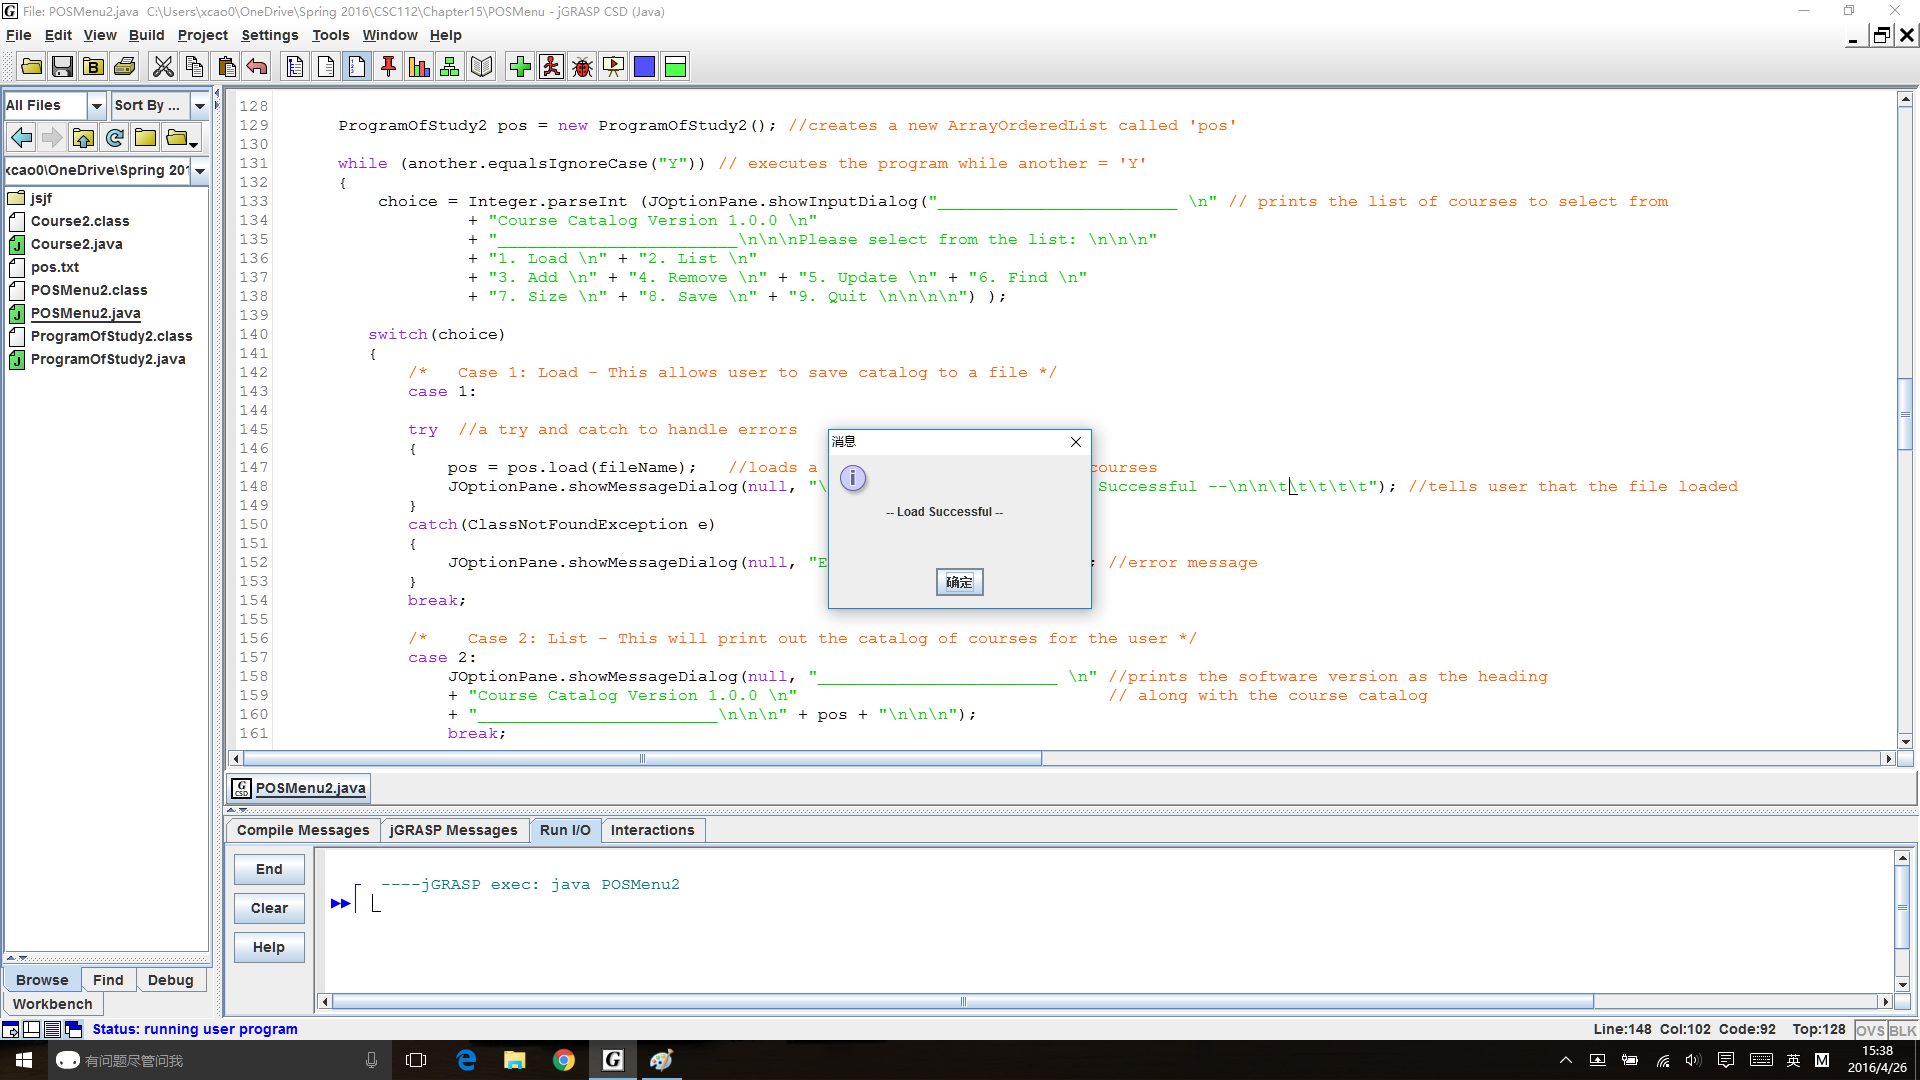 File: POSMenu2.java  C:\Users\xcao0\OneDrive\Spring 2016\CSC112\Chapter15\POSMenu - jGRASP CSD (Java)
File Edit View Build Project Settings Tools Window Help
All Files Sort By ...
xcao0\OneDrive\Spring 201
jsjf
Course2.class
Course2.java
pos.txt
POSMenu2.class
POSMenu2.java
ProgramOfStudy2.class
ProgramOfStudy2.java
Browse Find Debug
Workbench
128
129 ProgramOfStudy2 pos = new ProgramOfStudy2(); //creates a new ArrayOrderedList called 'pos'
130
131 while (another.equalsIgnoreCase("Y")) // executes the program while another = 'Y'
132 {
133 choice = Integer.parseInt (JOptionPane.showInputDialog("________________________ \n" // prints the list of courses to select from
134 + "Course Catalog Version 1.0.0 \n"
135 + "________________________\n\n\nPlease select from the list: \n\n\n"
136 + "1. Load \n" + "2. List \n"
137 + "3. Add \n" + "4. Remove \n" + "5. Update \n" + "6. Find \n"
138 + "7. Size \n" + "8. Save \n" + "9. Quit \n\n\n\n") );
139
140 switch(choice)
141 {
142 /*   Case 1: Load - This allows user to save catalog to a file */
143 case 1:
144
145 try  //a try and catch to handle errors
146 {
147 pos = pos.load(fileName);   //loads a courses
148 JOptionPane.showMessageDialog(null, "\ Successful --\n\n\t\t\t\t\t"); //tells user that the file loaded
149 }
150 catch(ClassNotFoundException e)
151 {
152 JOptionPane.showMessageDialog(null, "E ; //error message
153 }
154 break;
155
156 /*    Case 2: List - This will print out the catalog of courses for the user */
157 case 2:
158 JOptionPane.showMessageDialog(null, "________________________ \n" //prints the software version as the heading
159 + "Course Catalog Version 1.0.0 \n" // along with the course catalog
160 + "________________________\n\n\n" + pos + "\n\n\n");
161 break;
消息
-- Load Successful --
确定
POSMenu2.java
Compile Messages jGRASP Messages Run I/O Interactions
End
Clear
Help
----jGRASP exec: java POSMenu2
Status: running user program
Line:148 Col:102 Code:92 Top:128 OVS BLK
有问题尽管问我
英 M
15:38
2016/4/26